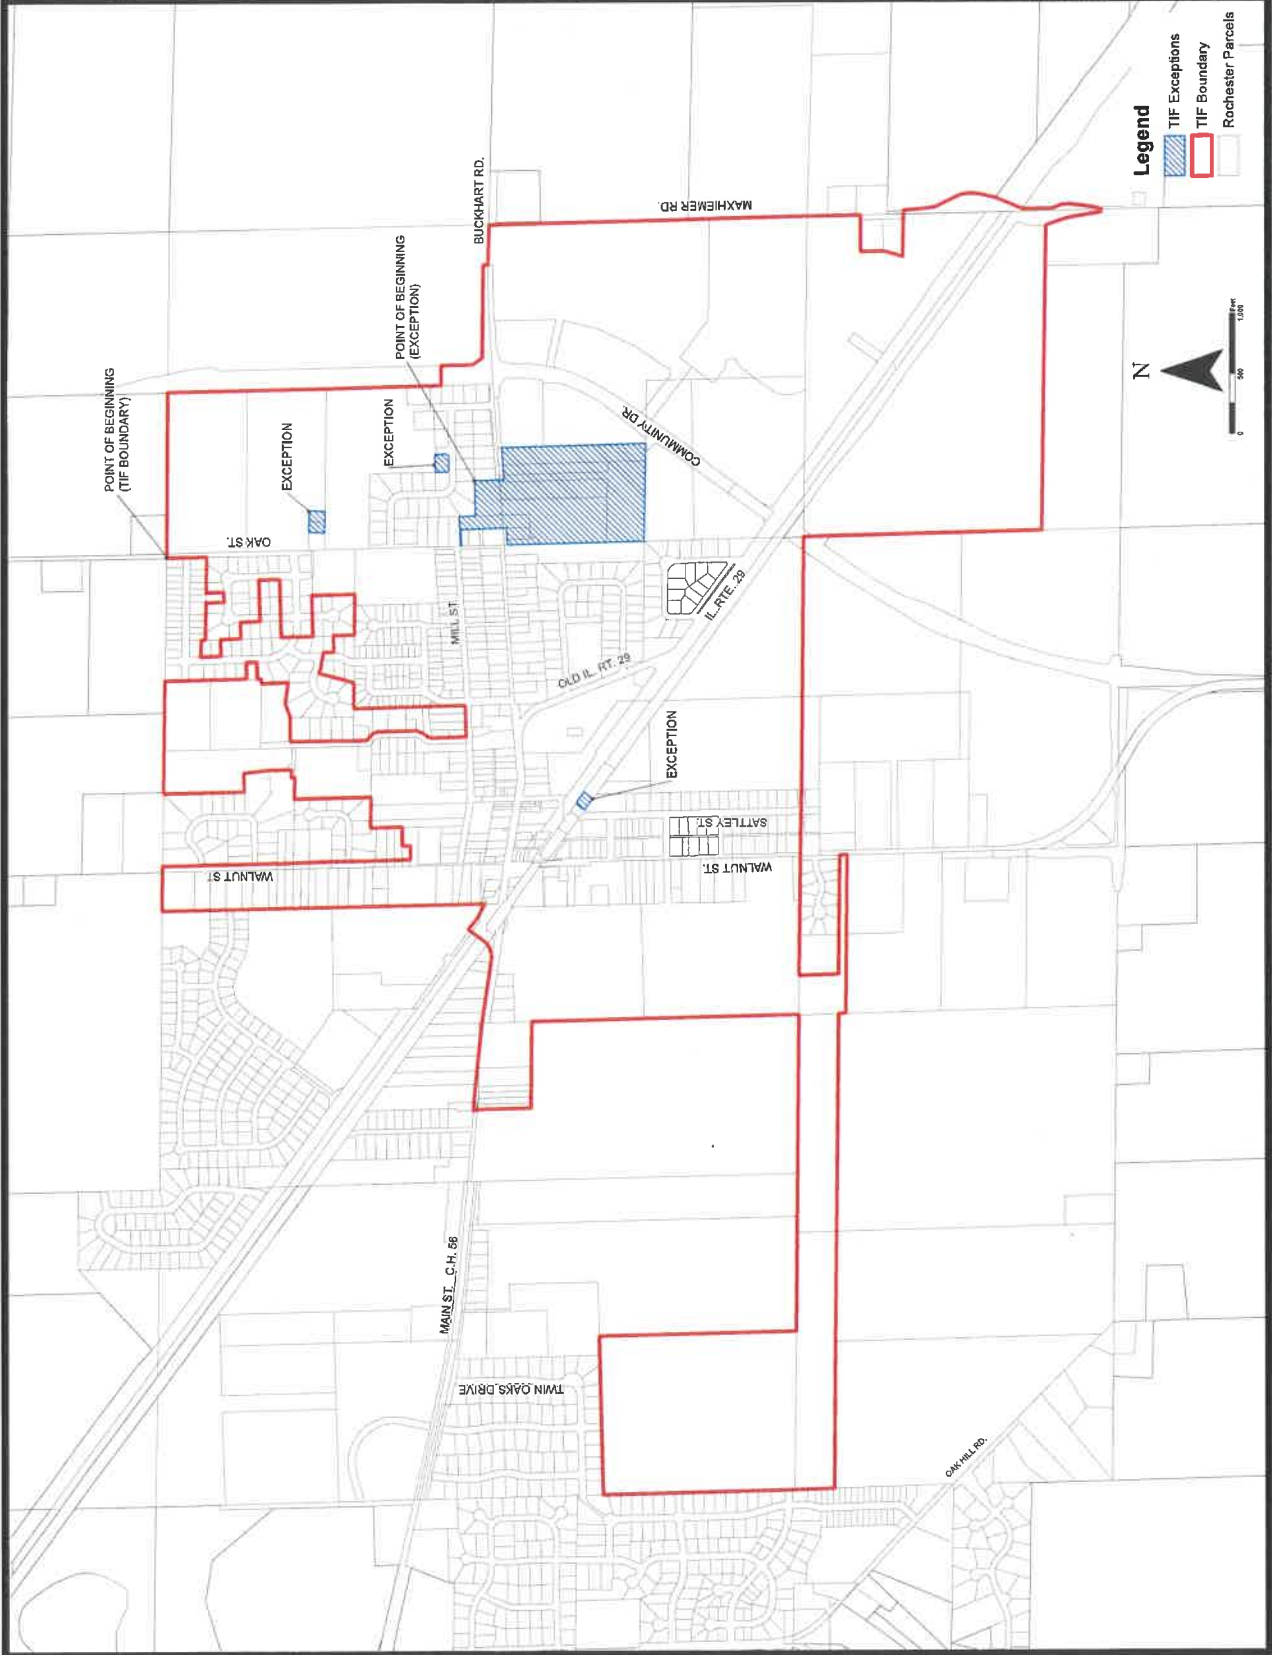 POINT OF BEGINNING
(TIF BOUNDARY)
EXCEPTION
EXCEPTION
POINT OF BEGINNING
(EXCEPTION)
BUCKHART RD.
OAK ST.
WALNUT ST
MILL ST
MAIN ST. C.H. 56
TWIN OAKS DRIVE
OLD IL. RT. 29
IL. RTE. 29
COMMUNITY DR.
MAXHIEMER RD
EXCEPTION
SATTLEY ST.
WALNUT ST.
OAK HILL RD.
N
0 500 1,000
Feet
Legend
TIF Exceptions
TIF Boundary
Rochester Parcels